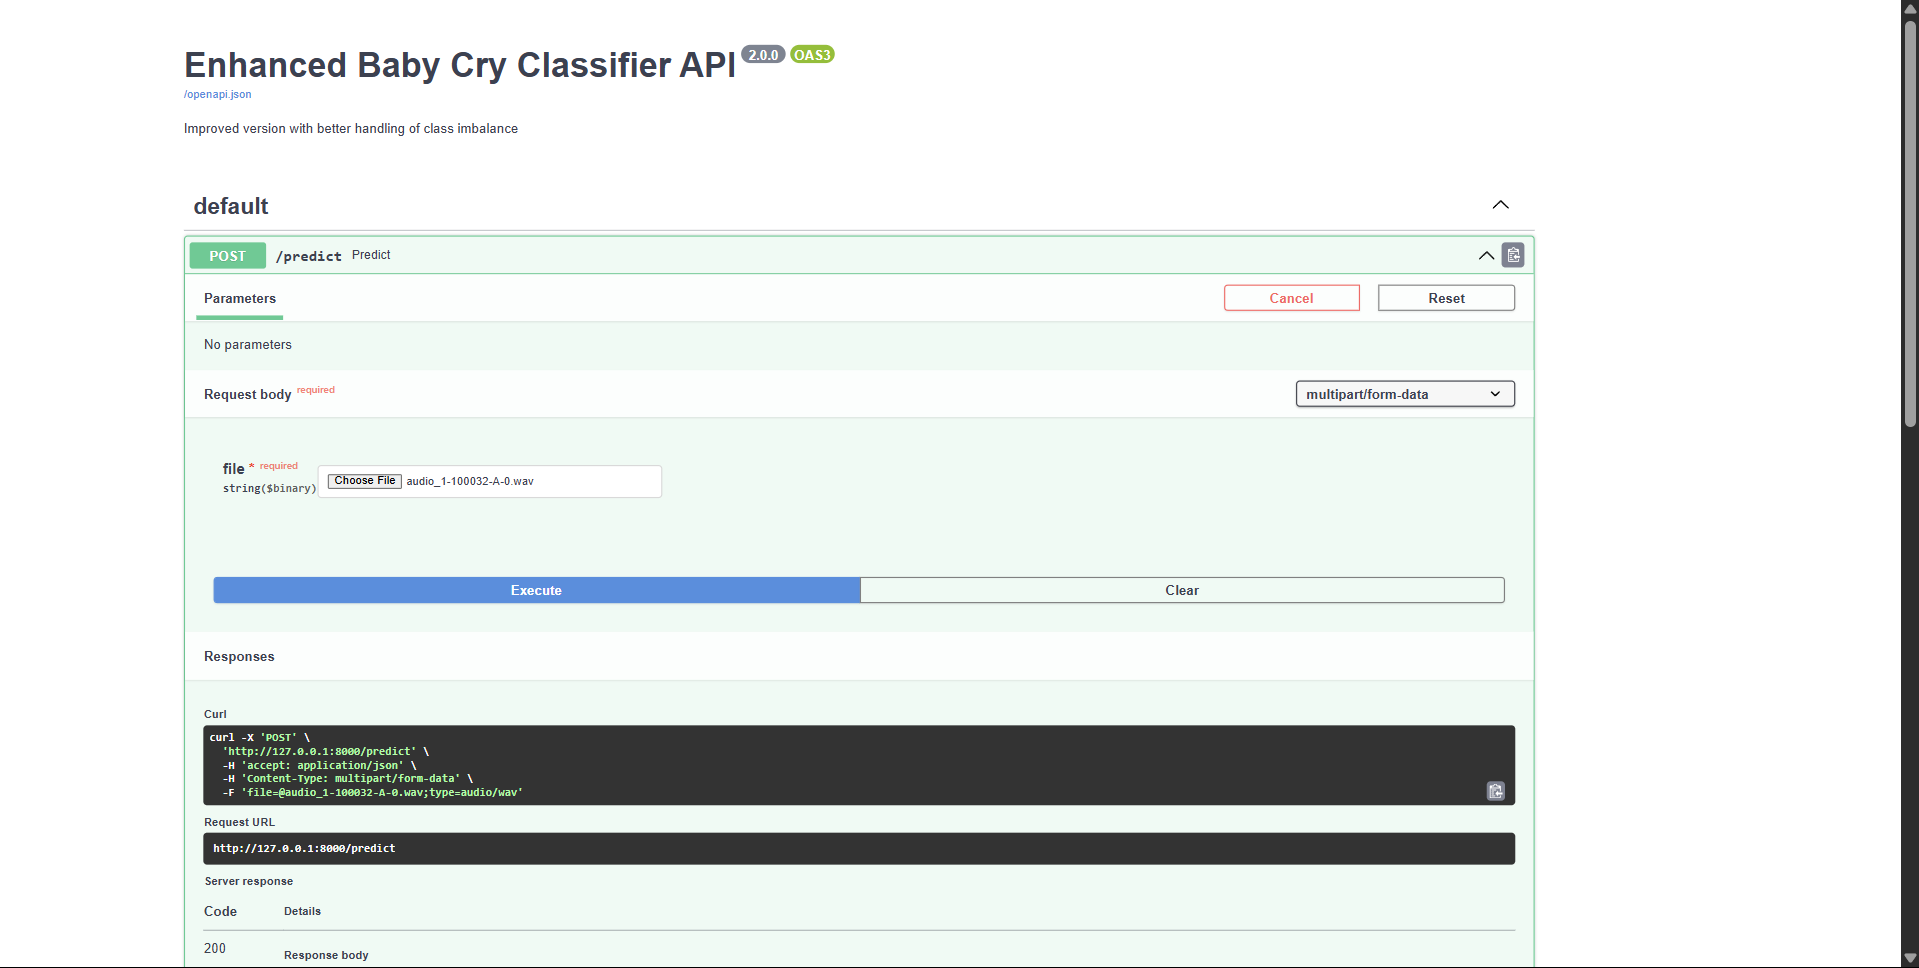 Enhanced Baby Cry Classifier API 2.0.0 OAS3
/openapi.json
Improved version with better handling of class imbalance
default
POST /predict Predict
Parameters
Cancel
Reset
No parameters
Request body required
multipart/form-data
file * required
string($binary)
Choose File audio_1-100032-A-0.wav
Execute
Clear
Responses
Curl
curl -X 'POST' \
'http://127.0.0.1:8000/predict' \
-H 'accept: application/json' \
-H 'Content-Type: multipart/form-data' \
-F 'file=@audio_1-100032-A-0.wav;type=audio/wav'
Request URL
http://127.0.0.1:8000/predict
Server response
Code Details
200
Response body